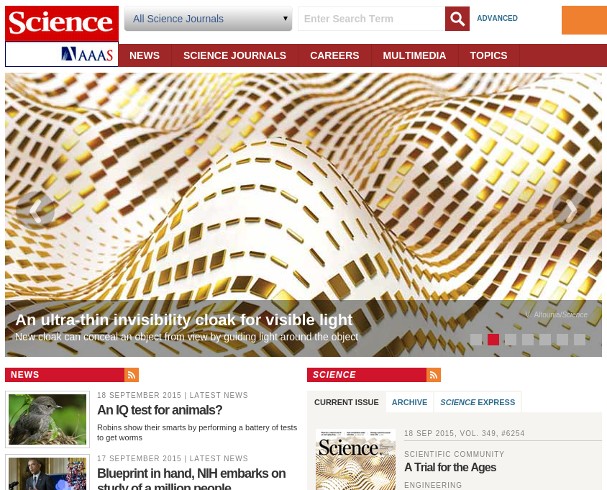 Science
All Science Journals
Enter Search Term
ADVANCED
AAAS
NEWS SCIENCE JOURNALS CAREERS MULTIMEDIA TOPICS
An ultra-thin invisibility cloak for visible light
New cloak can conceal an object from view by guiding light around the object
NEWS
SCIENCE
18 SEPTEMBER 2015 | LATEST NEWS
An IQ test for animals?
Robins show their smarts by performing a battery of tests
to get worms
17 SEPTEMBER 2015 | LATEST NEWS
Blueprint in hand, NIH embarks on
study of a million people
CURRENT ISSUE ARCHIVE SCIENCE EXPRESS
Science
18 SEP 2015, VOL. 349, #6254
SCIENTIFIC COMMUNITY
A Trial for the Ages
ENGINEERING